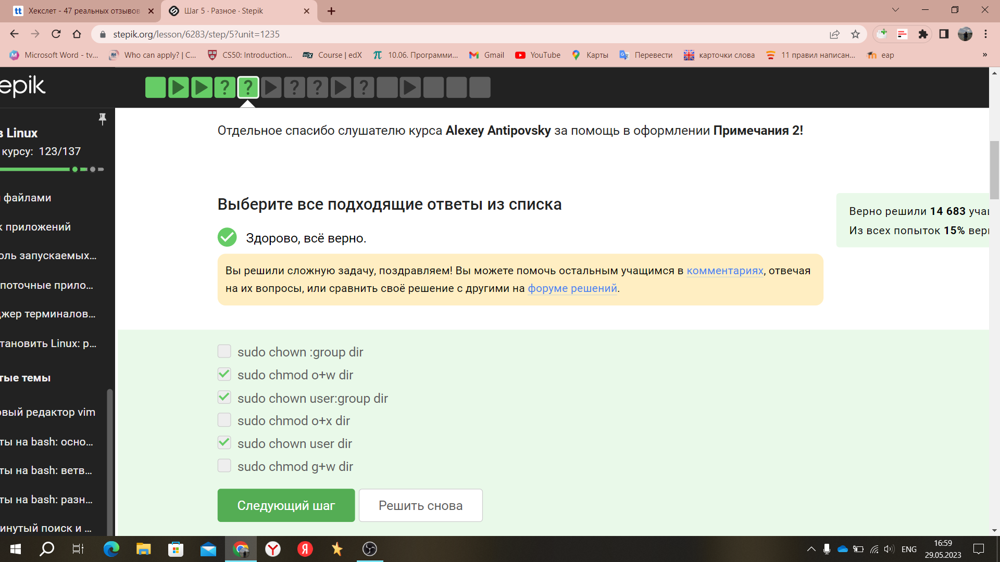 Хекслет - 47 реальных отзывов
Шаг 5 · Разное · Stepik
stepik.org/lesson/6283/step/5?unit=1235
Microsoft Word - tv...
Who can apply? | C...
CS50: Introduction...
edX
Course | edX
10.06. Программи...
Gmail
YouTube
Карты
Перевести
карточки слова
11 правил написан...
eap
»
epik
в Linux
курсу: 123/137
файлами
к приложений
оль запускаемых...
поточные прило...
джер терминалов...
тановить Linux: р...
тые темы
овый редактор vim
ты на bash: осно...
ты на bash: ветв...
ты на bash: разн...
инутый поиск и ...
Отдельное спасибо слушателю курса Alexey Antipovsky за помощь в оформлении Примечания 2!
Выберите все подходящие ответы из списка
Здорово, всё верно.
Вы решили сложную задачу, поздравляем! Вы можете помочь остальным учащимся в комментариях, отвечая
на их вопросы, или сравнить своё решение с другими на форуме решений.
Верно решили 14 683 учащ
Из всех попыток 15% верн
sudo chown :group dir
sudo chmod o+w dir
sudo chown user:group dir
sudo chmod o+x dir
sudo chown user dir
sudo chmod g+w dir
Следующий шаг
Решить снова
ENG
16:59
29.05.2023